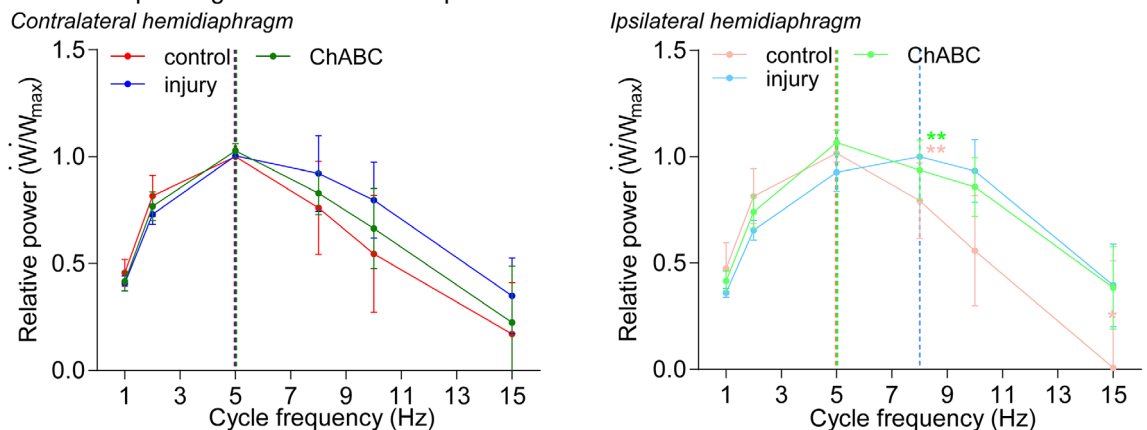 Contralateral hemidiaphragm
Ipsilateral hemidiaphragm
1.5
control
ChABC
injury
1.0
0.5
0.0
Relative power (Ẇ/Ẇmax)
1 3 5 7 9 11 13 15
Cycle frequency (Hz)
1.5
control
ChABC
injury
**
**
1.0
0.5
*
0.0
Relative power (Ẇ/Ẇmax)
1 3 5 7 9 11 13 15
Cycle frequency (Hz)